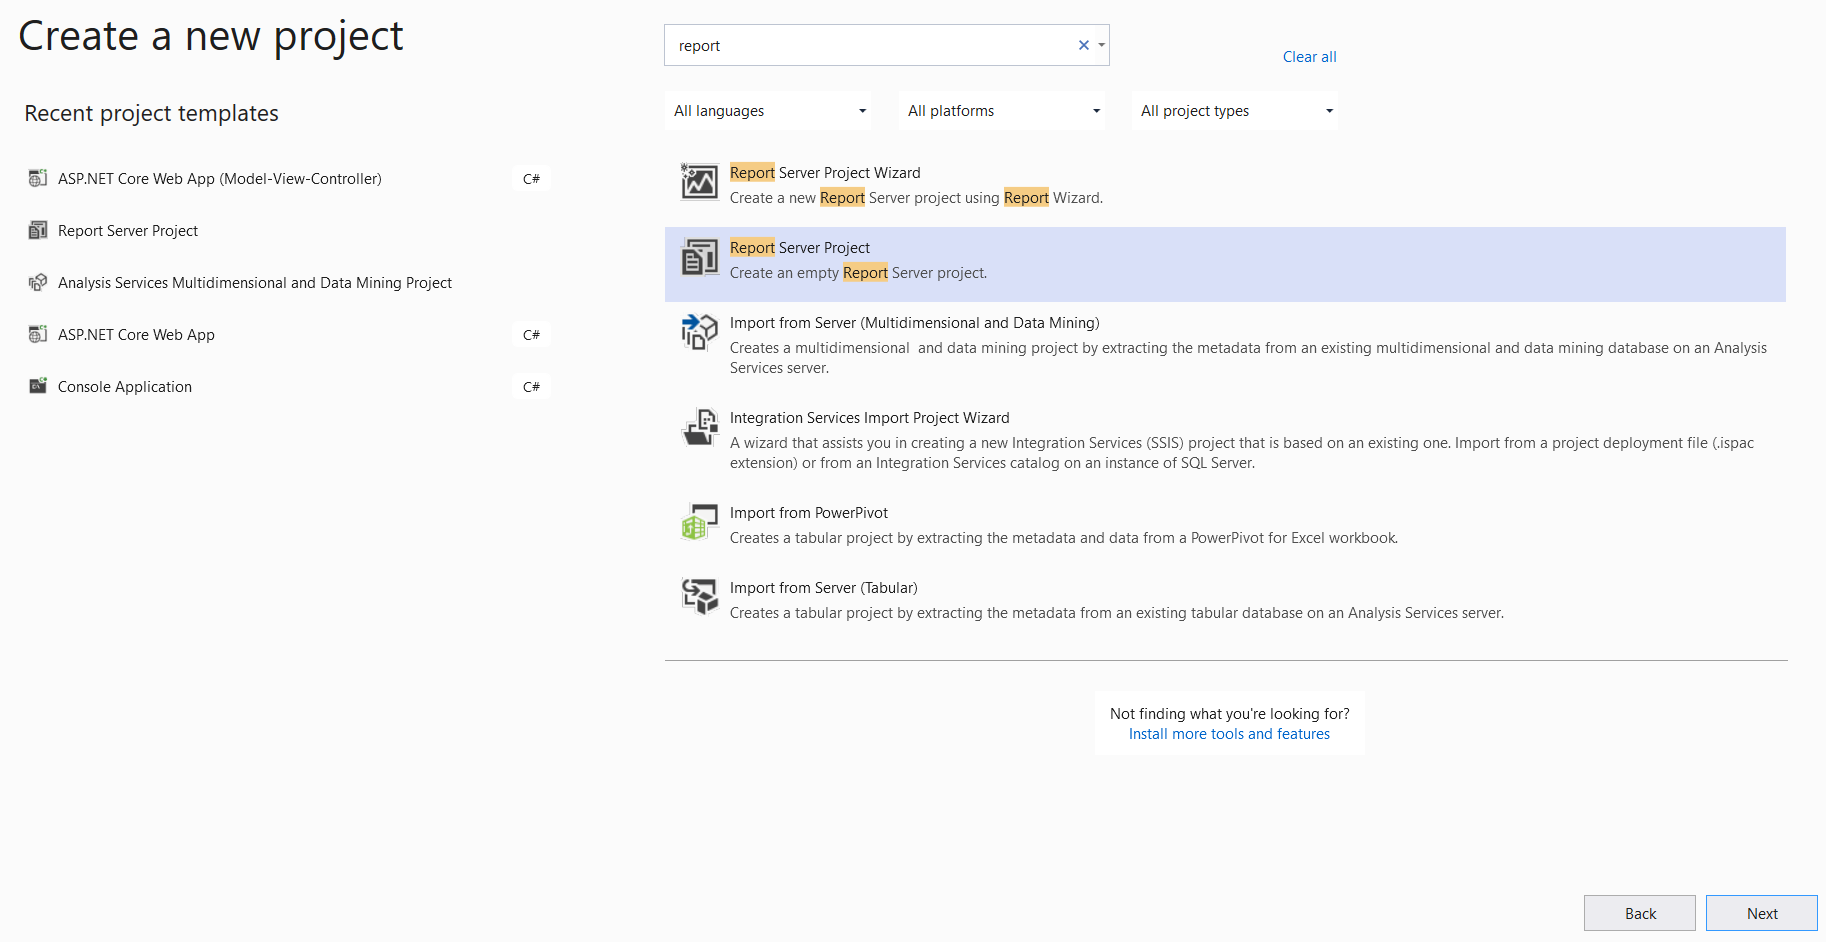 Create a new project
report
Clear all
Recent project templates
All languages
All platforms
All project types
ASP.NET Core Web App (Model-View-Controller)
C#
Report Server Project
Analysis Services Multidimensional and Data Mining Project
ASP.NET Core Web App
C#
Console Application
C#
Report Server Project Wizard
Create a new Report Server project using Report Wizard.
Report Server Project
Create an empty Report Server project.
Import from Server (Multidimensional and Data Mining)
Creates a multidimensional  and data mining project by extracting the metadata from an existing multidimensional and data mining database on an Analysis
Services server.
Integration Services Import Project Wizard
A wizard that assists you in creating a new Integration Services (SSIS) project that is based on an existing one. Import from a project deployment file (.ispac
extension) or from an Integration Services catalog on an instance of SQL Server.
Import from PowerPivot
Creates a tabular project by extracting the metadata and data from a PowerPivot for Excel workbook.
Import from Server (Tabular)
Creates a tabular project by extracting the metadata from an existing tabular database on an Analysis Services server.
Not finding what you're looking for?
Install more tools and features
Back
Next